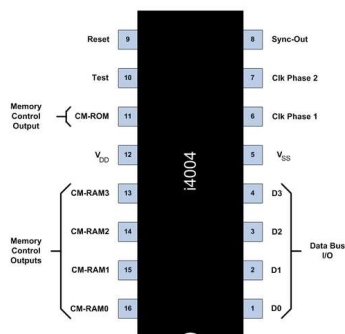 Reset 9 8 Sync-Out
Test 10 7 Clk Phase 2
Memory
Control
Output
CM-ROM 11 6 Clk Phase 1
VDD 12 5 VSS
i4004
CM-RAM3 13 4 D3
CM-RAM2 14 3 D2
Memory
Control
Outputs
Data Bus
I/O
CM-RAM1 15 2 D1
CM-RAM0 16 1 D0